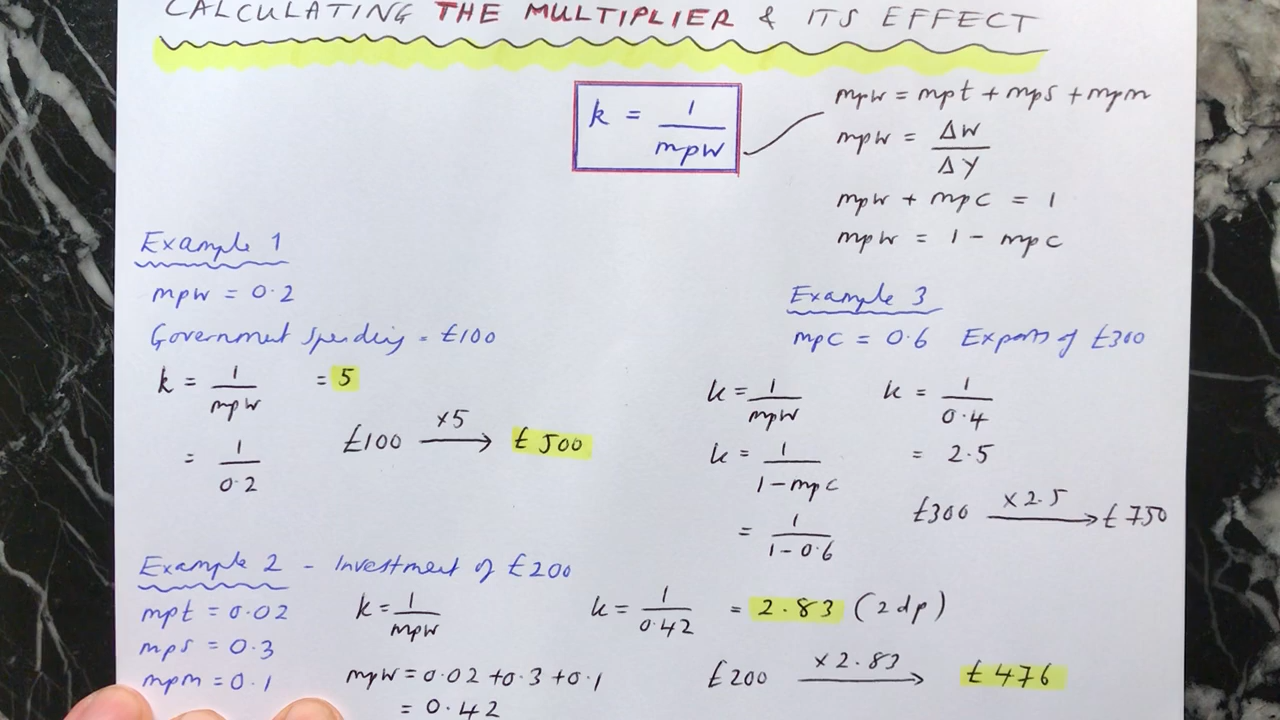 CALCULATING THE MULTIPLIER & ITS EFFECT
k = 1/mpw
mpw = mpt + mps + mpm
mpw = ΔW/ΔY
mpw + mpc = 1
mpw = 1 - mpc
Example 1
mpw = 0.2
Government Spending = £100
k = 1/mpw = 5
= 1/0.2
£100 ×5 → £500
Example 3
mpc = 0.6 Exports of £300
k = 1/mpw
k = 1/1-mpc
= 1/1-0.6
k = 1/0.4
= 2.5
£300 ×2.5 → £750
Example 2 - Investment of £200
mpt = 0.02
mps = 0.3
mpm = 0.1
k = 1/mpw
mpw = 0.02 + 0.3 + 0.1
= 0.42
k = 1/0.42 = 2.83 (2dp)
£200 ×2.83 → £476